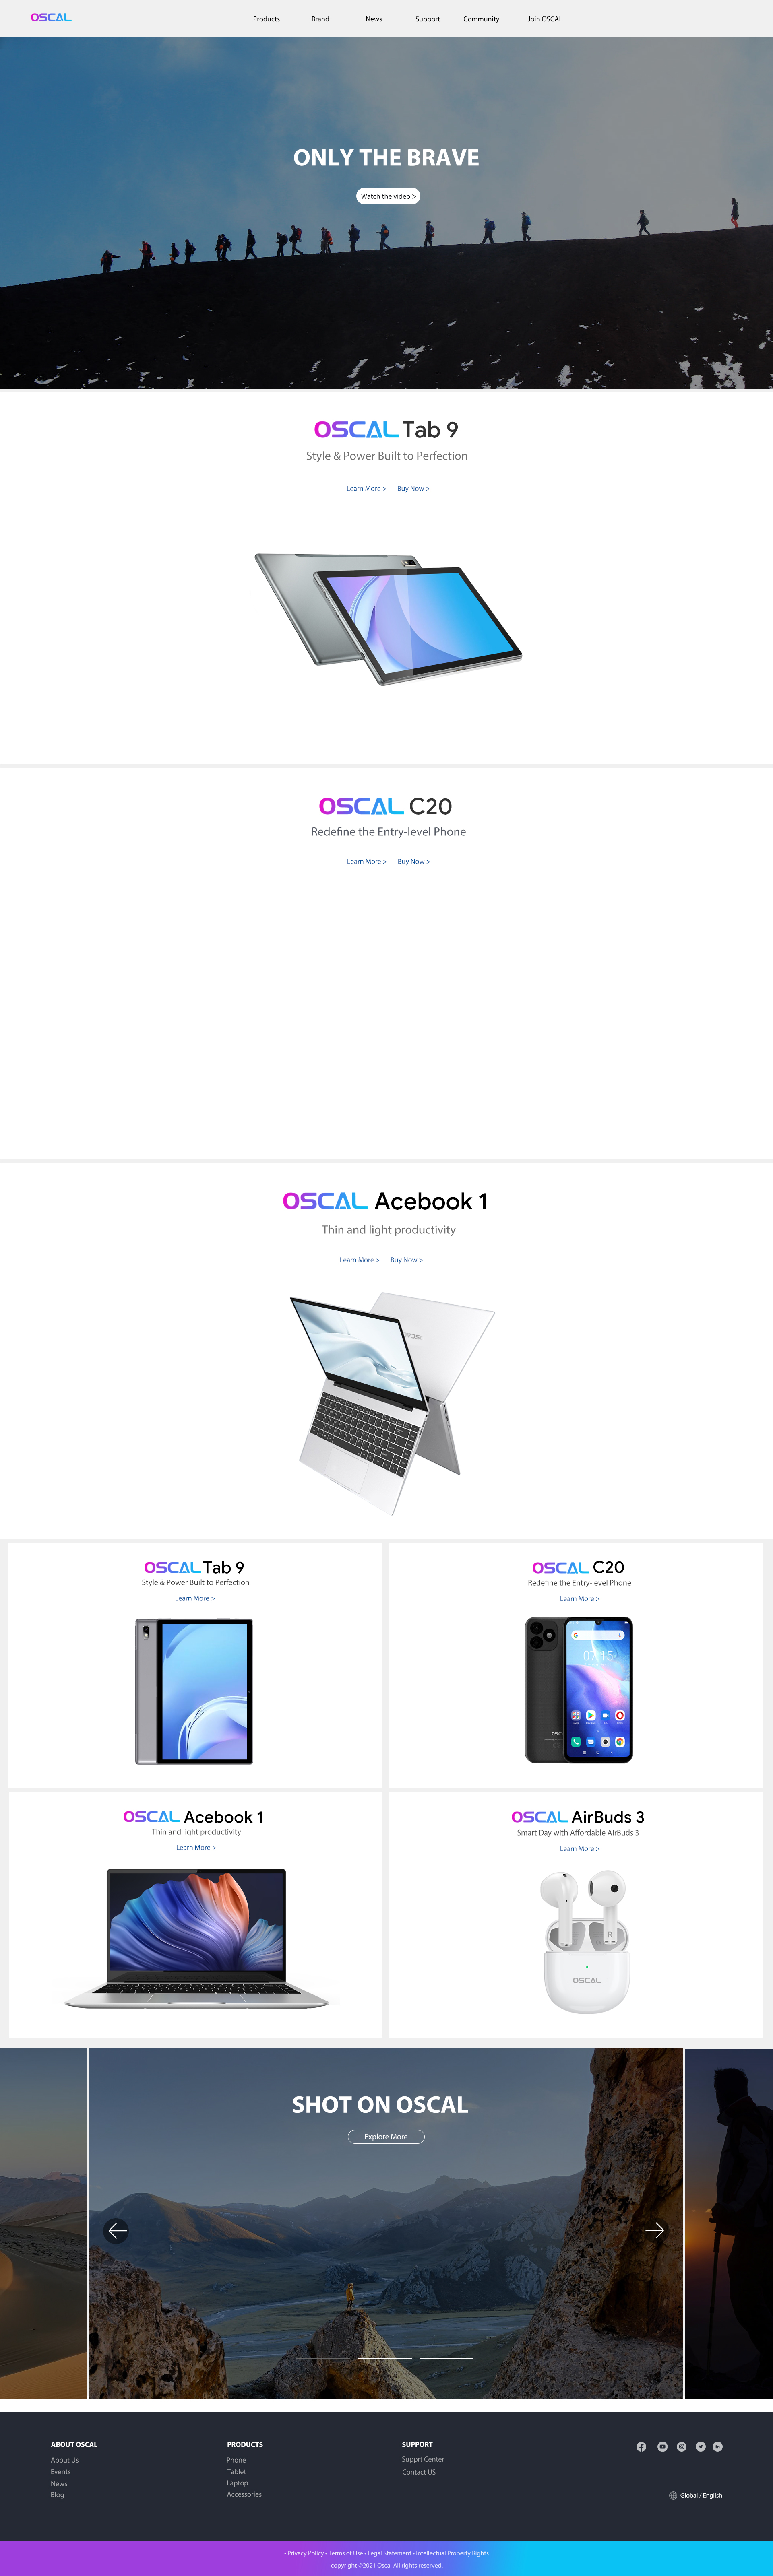 OSCAL
Products Brand News Support Community Join OSCAL
ONLY THE BRAVE
Watch the video >
OSCAL Tab 9
Style & Power Built to Perfection
Learn More > Buy Now >
OSCAL C20
Redefine the Entry-level Phone
Learn More > Buy Now >
OSCAL Acebook 1
Thin and light productivity
Learn More > Buy Now >
OSCAL Tab 9
Style & Power Built to Perfection
Learn More >
OSCAL C20
Redefine the Entry-level Phone
Learn More >
07:15
OSCAL Acebook 1
Thin and light productivity
Learn More >
OSCAL AirBuds 3
Smart Day with Affordable AirBuds 3
Learn More >
R
OSCAL
SHOT ON OSCAL
Explore More
ABOUT OSCAL
About Us
Events
News
Blog
PRODUCTS
Phone
Tablet
Laptop
Accessories
SUPPORT
Supprt Center
Contact US
Global / English
• Privacy Policy • Terms of Use • Legal Statement • Intellectual Property Rights
copyright ©2021 Oscal All rights reserved.